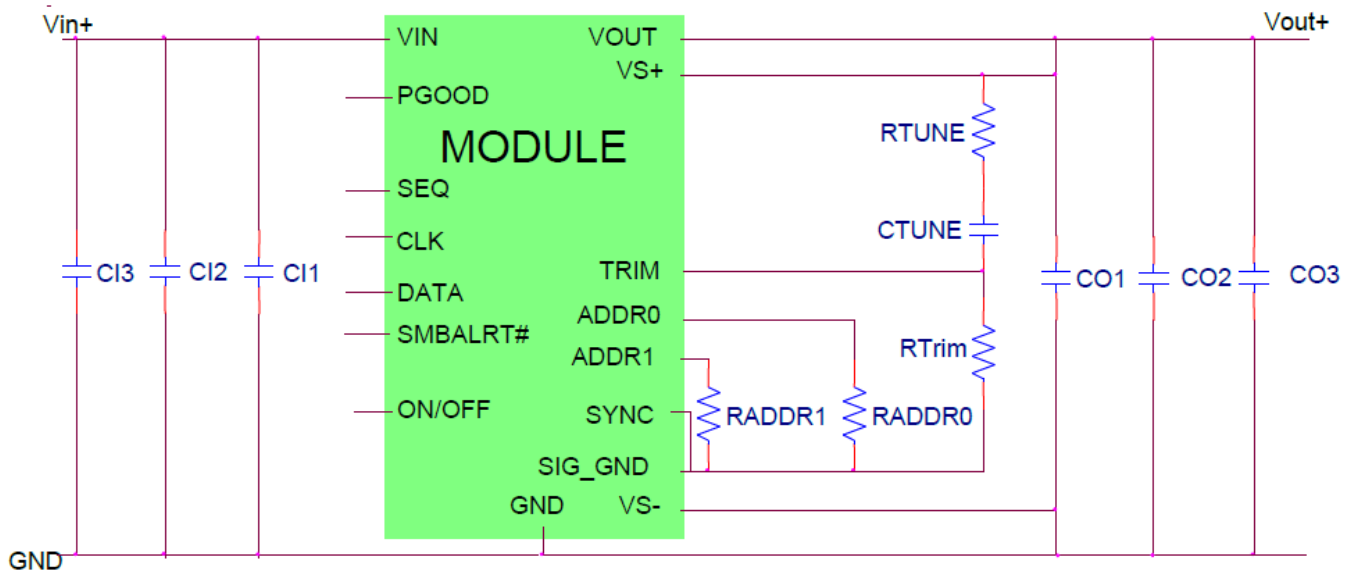 Vin+
Vout+
VIN
VOUT
VS+
PGOOD
MODULE
RTUNE
SEQ
CTUNE
CLK
TRIM
CI3
CI2
CI1
CO1
CO2
CO3
DATA
ADDR0
SMBALRT#
ADDR1
RTrim
ON/OFF
SYNC
RADDR1
RADDR0
SIG_GND
GND
VS-
GND